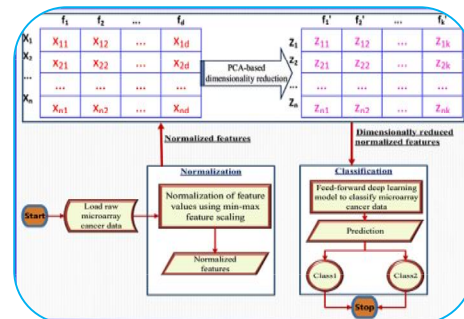 f1 f2 ... fd
X1 X11 X12 ... X1d
X2 X21 X22 ... X2d
... ... ... ... ...
Xn Xn1 Xn2 ... Xnd
PCA-based
dimensionality reduction
f1' f2' ... fk'
Z1 Z11 Z12 ... Z1k
Z2 Z21 Z22 ... Z2k
... ... ... ... ...
Zn Zn1 Zn2 ... Znk
Normalized features
Dimensionally reduced
normalized features
Start
Load raw
microarray
cancer data
Normalization
Normalization of feature
values using min-max
feature scaling
Normalized
features
Classification
Feed-forward deep learning
model to classify microarray
cancer data
Prediction
Class1
Class2
Stop